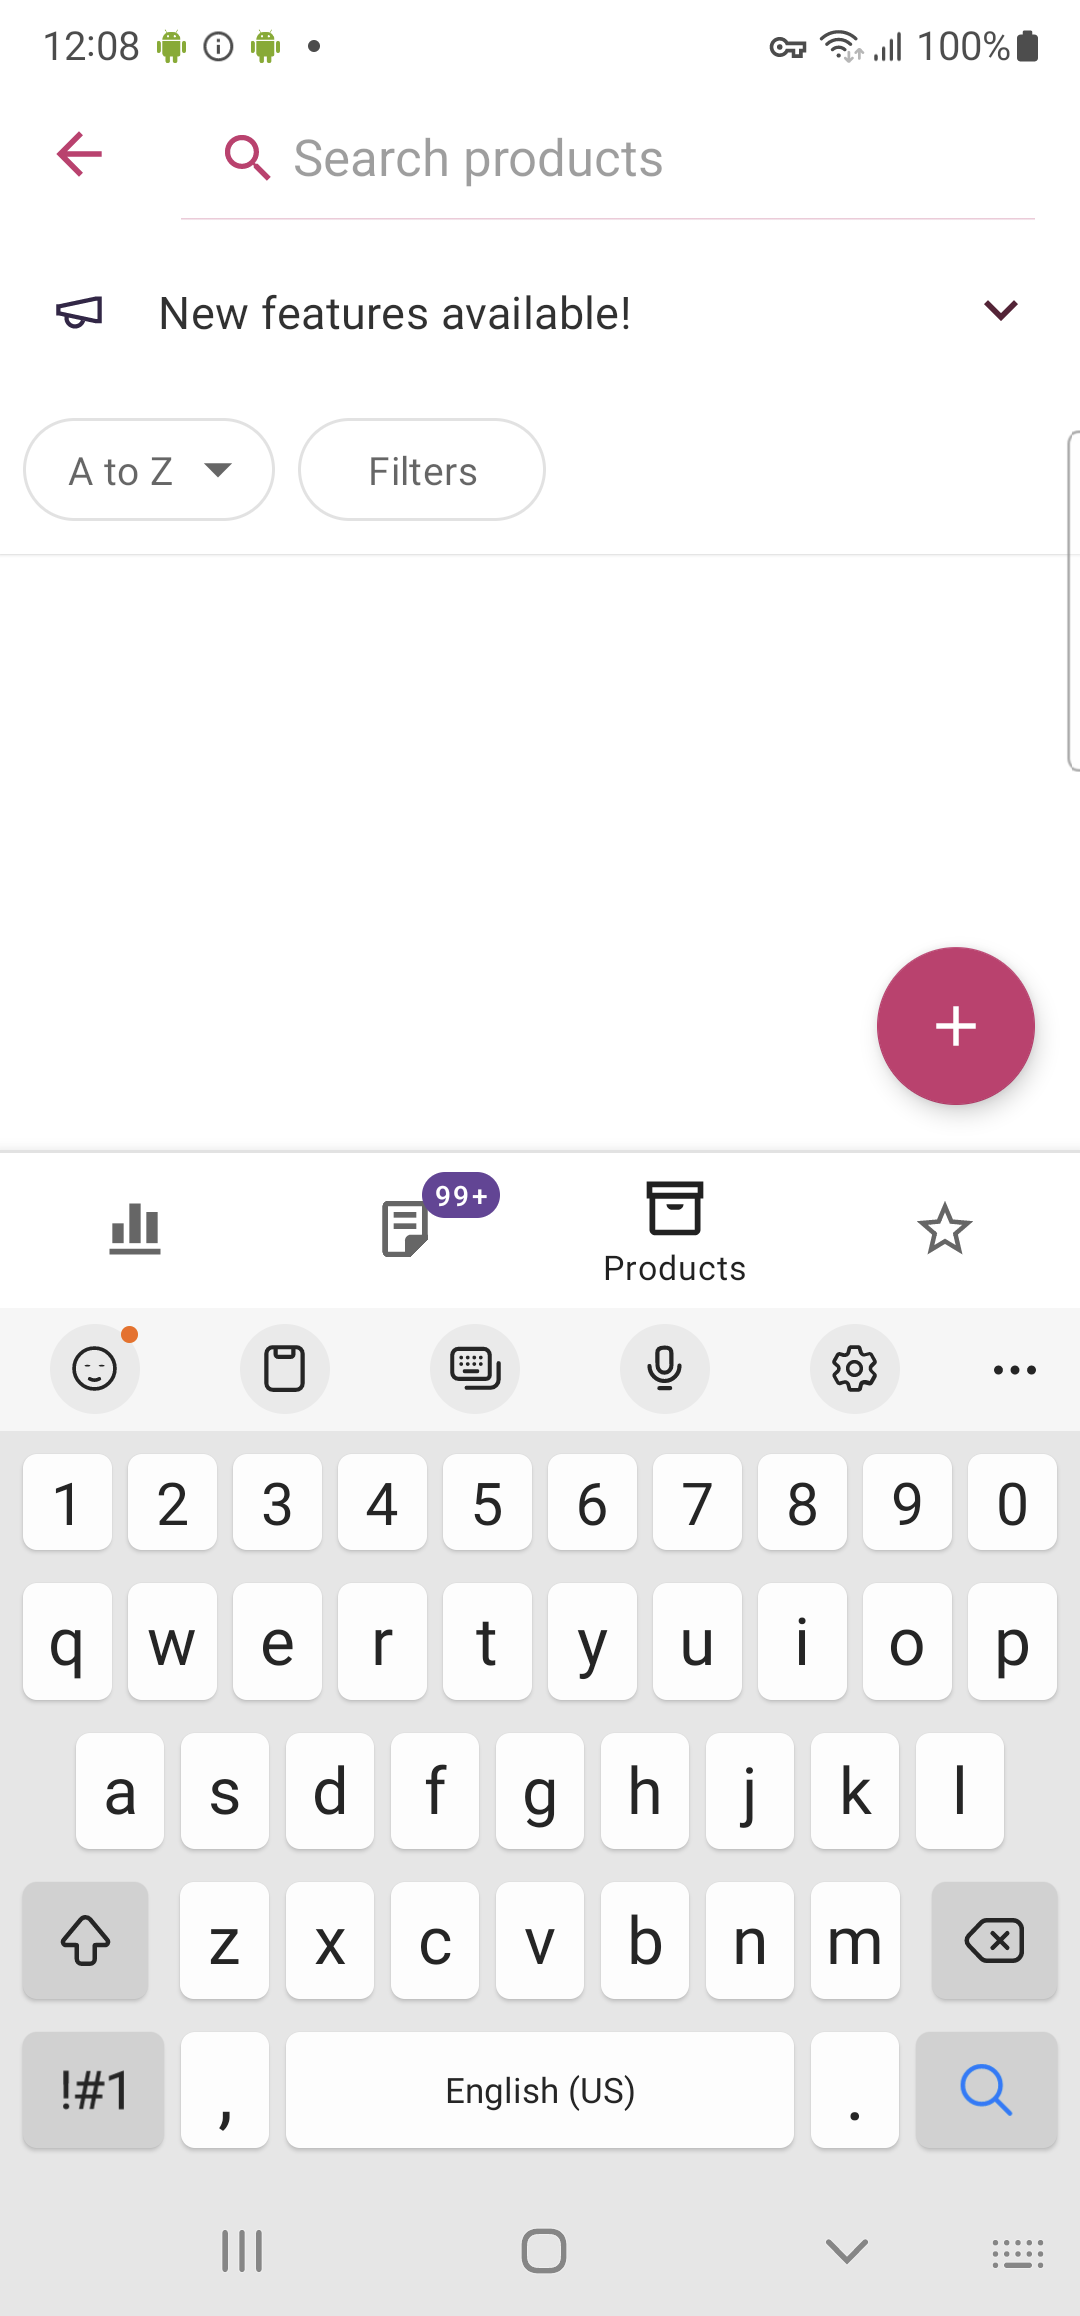 12:08
100%
Search products
New features available!
A to Z
Filters
99+
Products
1 2 3 4 5 6 7 8 9 0
q w e r t y u i o p
a s d f g h j k l
z x c v b n m
!#1 , English (US) .